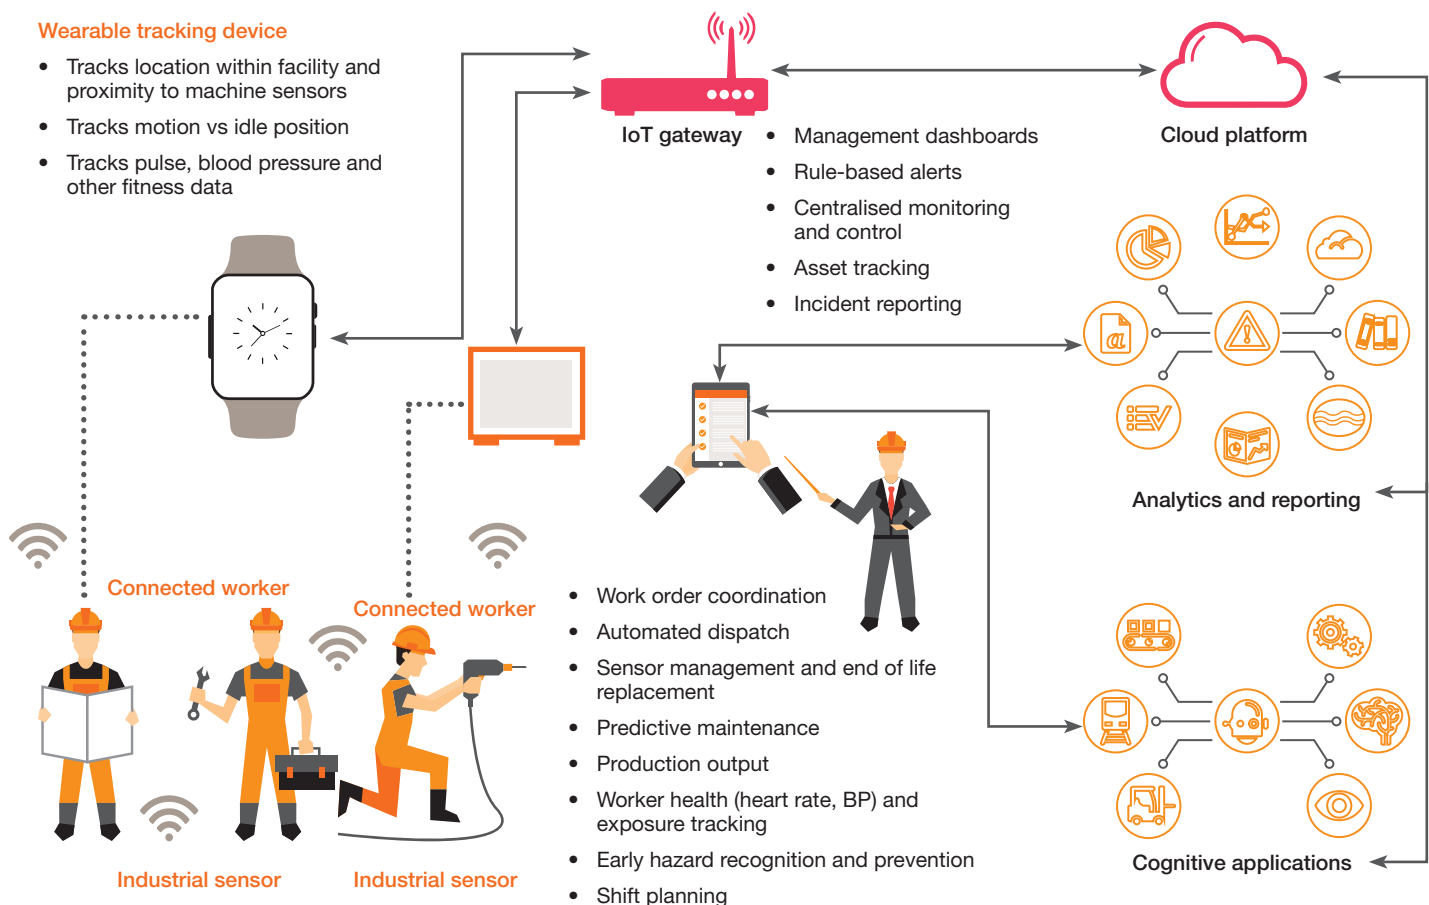 Wearable tracking device
• Tracks location within facility and
proximity to machine sensors
• Tracks motion vs idle position
• Tracks pulse, blood pressure and
other fitness data
IoT gateway
• Management dashboards
• Rule-based alerts
• Centralised monitoring
and control
• Asset tracking
• Incident reporting
Cloud platform
a
Analytics and reporting
Connected worker
Connected worker
• Work order coordination
• Automated dispatch
• Sensor management and end of life
replacement
• Predictive maintenance
• Production output
• Worker health (heart rate, BP) and
exposure tracking
• Early hazard recognition and prevention
• Shift planning
Cognitive applications
Industrial sensor
Industrial sensor